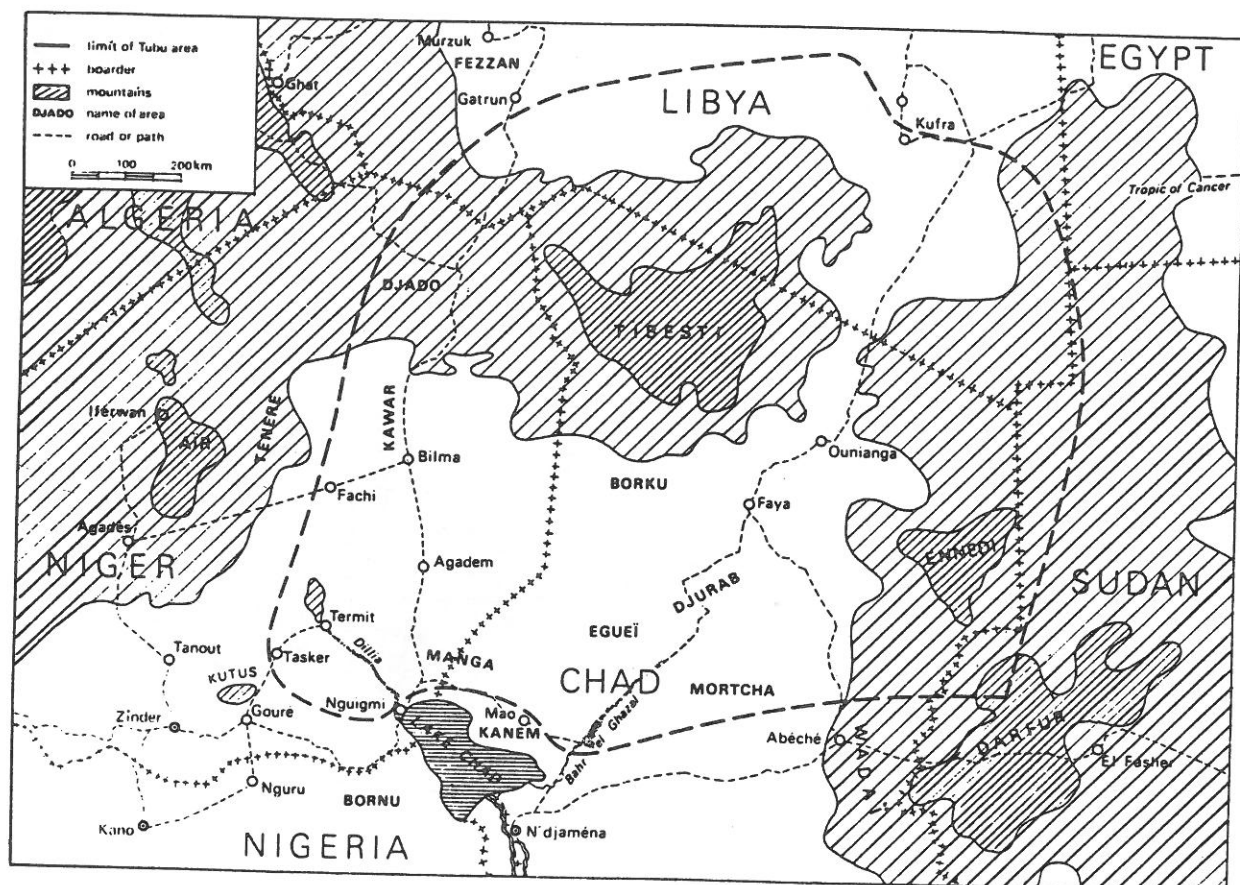 limit of Tubu area
boarder
mountains
DJADO name of area
road or path
0 100 200km
Murzuk
FEZZAN
Ghat
Gatrun
LIBYA
EGYPT
Kufra
Tropic of Cancer
ALGERIA
DJADO
TIBESTI
Iférwan
AIR
TENERE
KAWAR
Bilma
Fachi
BORKU
Ounianga
Faya
Agadès
NIGER
Agadem
ENNEDI
DJURAB
SUDAN
Termit
Dillia
EGUEÏ
Tanout
Tasker
MANGA
CHAD
MORTCHA
KUTUS
Nguigmi
Mao
KANEM
Bahr el Ghazal
Zinder
Gouré
LAKE CHAD
Abéché
WADAI
DARFUR
El Fasher
Nguru
BORNU
Kano
NIGERIA
N'djaména